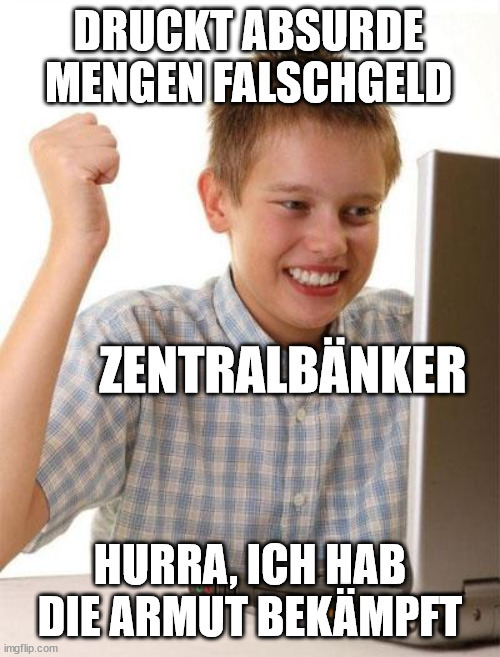 DRUCKT ABSURDE
MENGEN FALSCHGELD
ZENTRALBÄNKER
HURRA, ICH HAB
DIE ARMUT BEKÄMPFT
imgflip.com